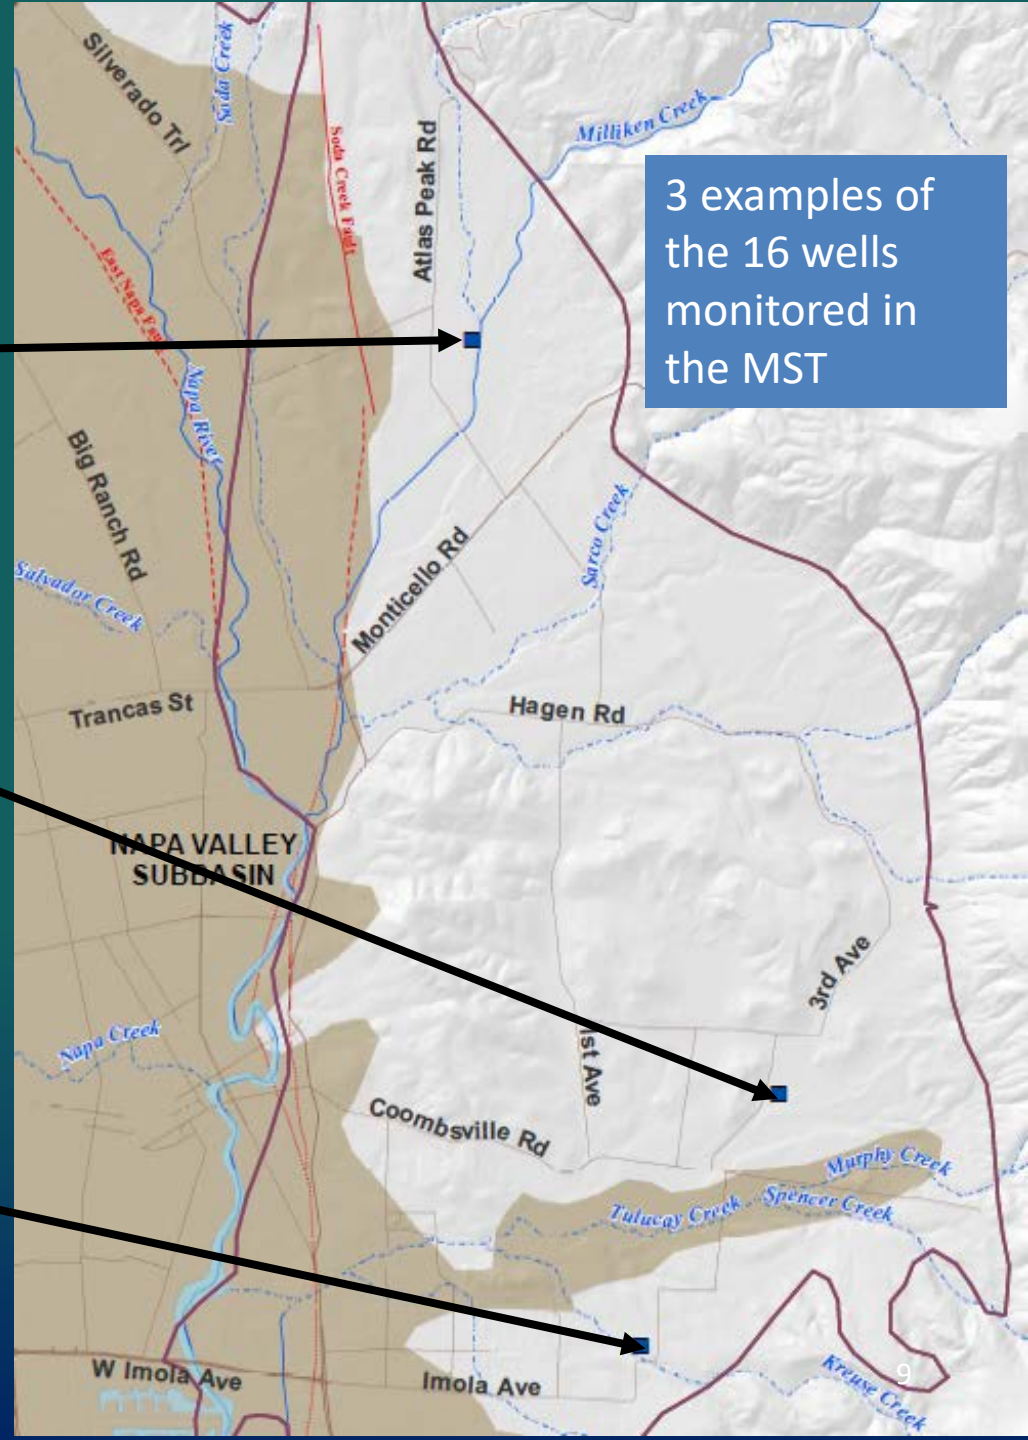 Silverado Trl
Soda Creek
Soda Creek Fault
Atlas Peak Rd
Milliken Creek
3 examples of
the 16 wells
monitored in
the MST
East Napa Fau
Napa River
Big Ranch Rd
Salvador Creek
Monticello Rd
Sarco Creek
Trancas St
Hagen Rd
NAPA VALLEY
SUBBASIN
3rd Ave
Napa Creek
1st Ave
Coombsville Rd
Murphy Creek
Tulucay Creek
Spencer Creek
W Imola Ave
Imola Ave
Kreuse Creek
9